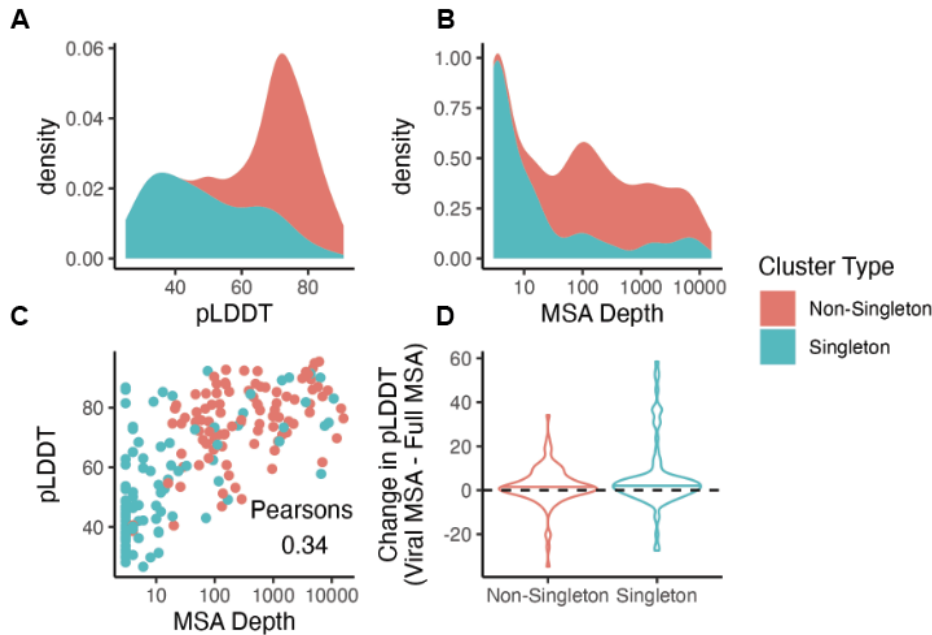 A
0.06
0.04
0.02
0.00
density
40
60
80
pLDDT
B
1.00
0.75
0.50
0.25
0.00
density
10
100
1000
10000
MSA Depth
Cluster Type
Non-Singleton
Singleton
C
80
60
40
pLDDT
Pearsons
0.34
10
100
1000
10000
MSA Depth
D
60
40
20
0
-20
Change in pLDDT
(Viral MSA - Full MSA)
Non-Singleton
Singleton